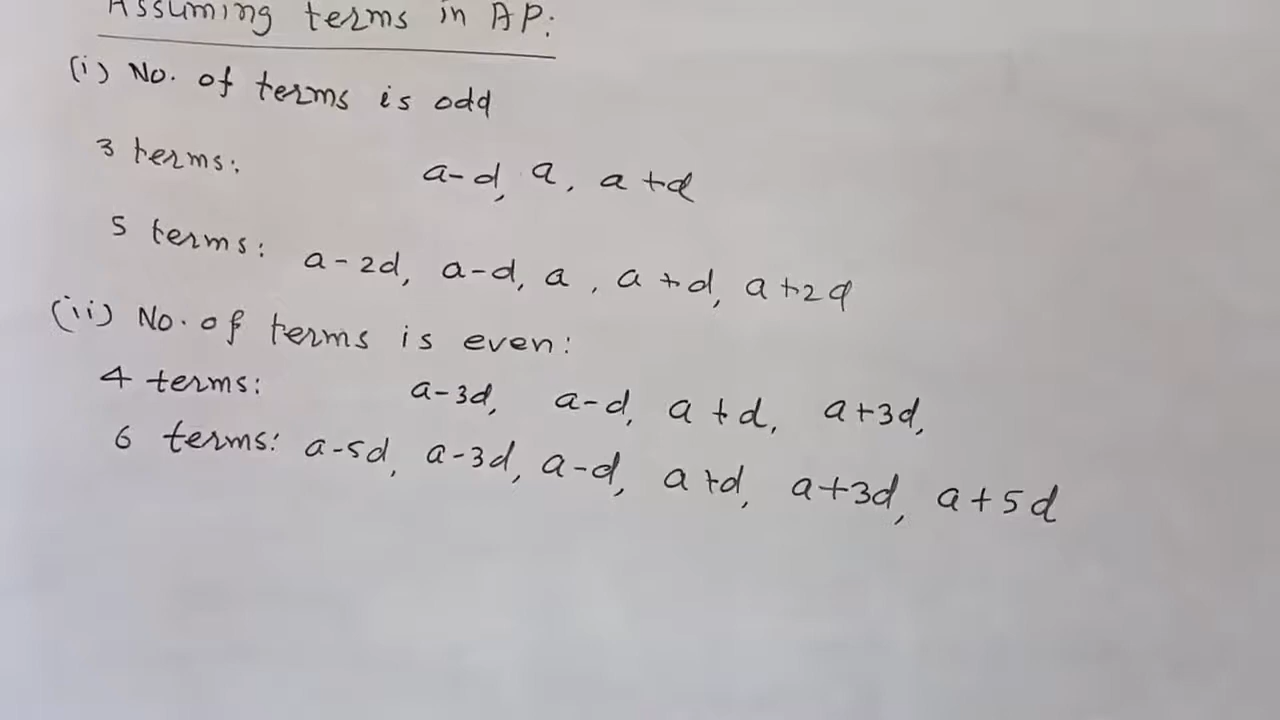 Assuming terms in AP:
(i) No. of terms is odd
3 terms: a-d, a, a+d
5 terms: a-2d, a-d, a, a+d, a+2d
(ii) No. of terms is even:
4 terms: a-3d, a-d, a+d, a+3d,
6 terms: a-5d, a-3d, a-d, a+d, a+3d, a+5d